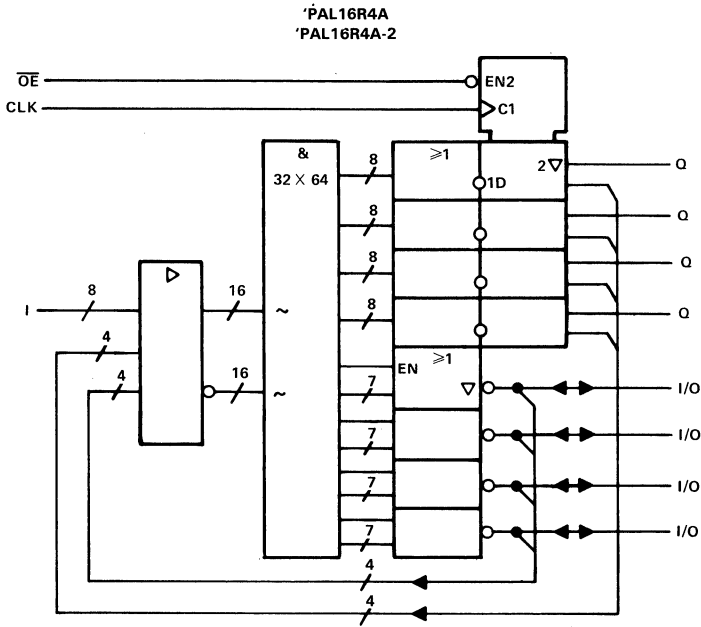 'PAL16R4A
'PAL16R4A-2
OE EN2
CLK C1
& ≥1 2 ▽ Q
32 X 64 8 1D
8 Q
8 Q
8 Q
▷
I 8 16 ~
4 EN ≥1
4 16 ~ 7 ▽ I/O
7 I/O
7 I/O
7 I/O
4
4